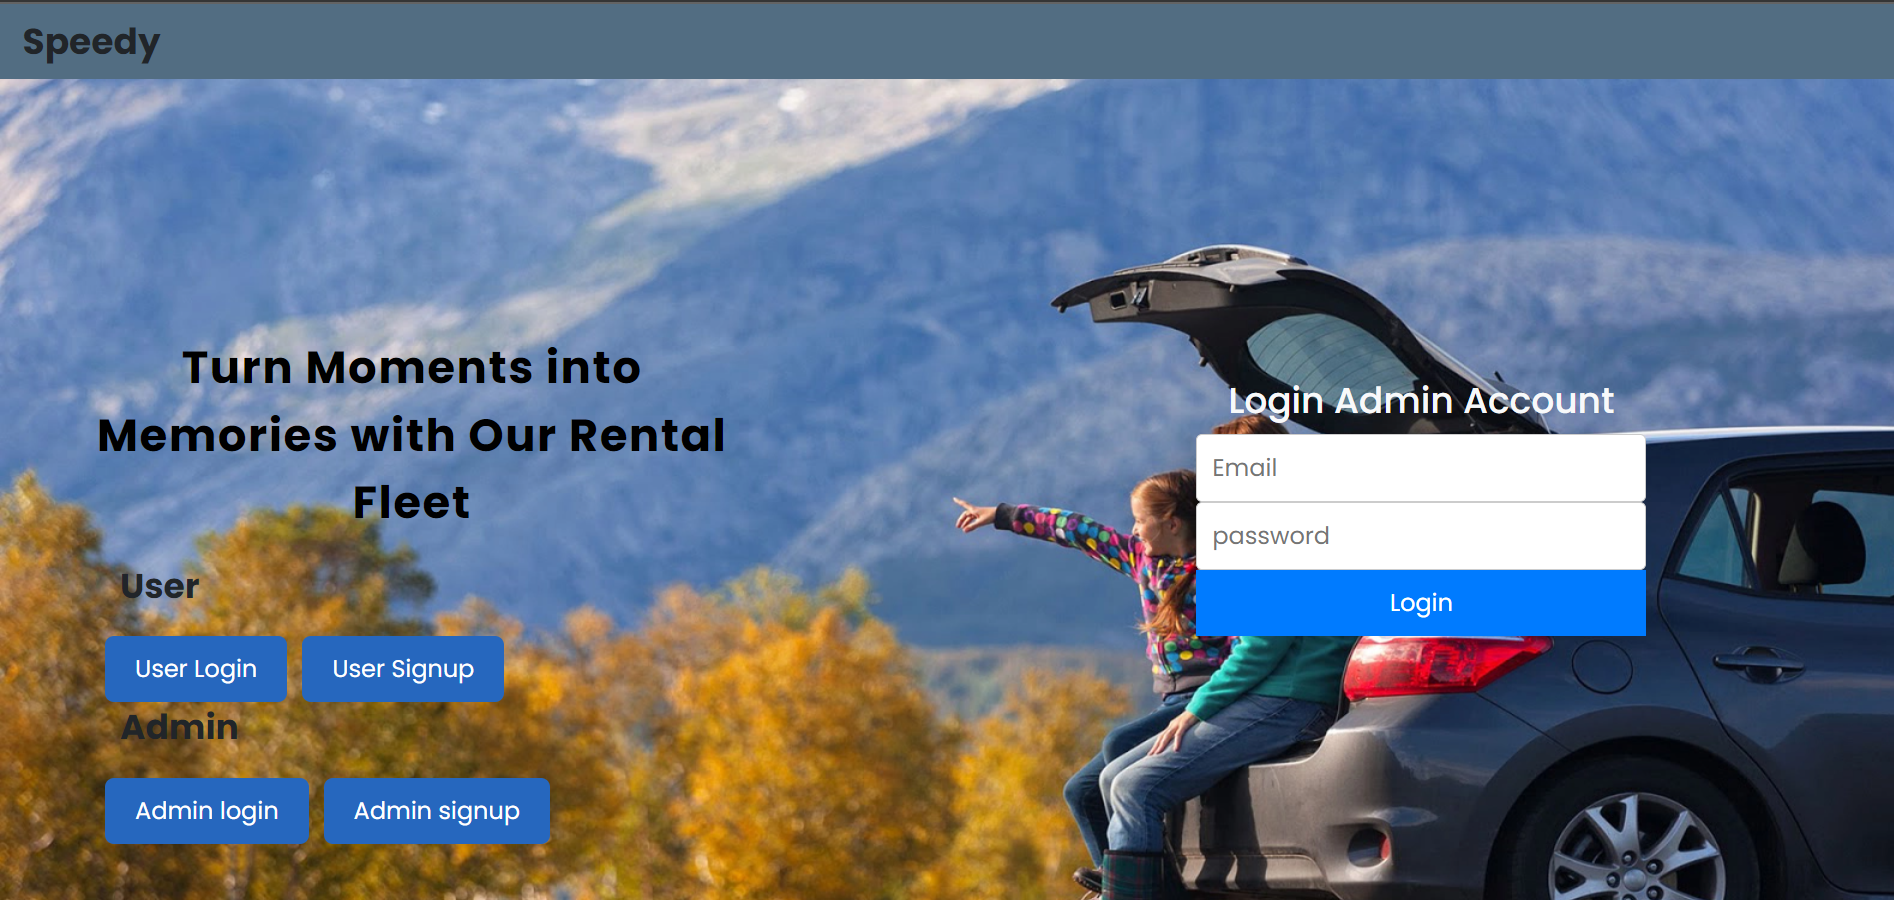 Speedy
Turn Moments into
Memories with Our Rental
Fleet
User
User Login
User Signup
Admin
Admin login
Admin signup
Login Admin Account
Email
password
Login